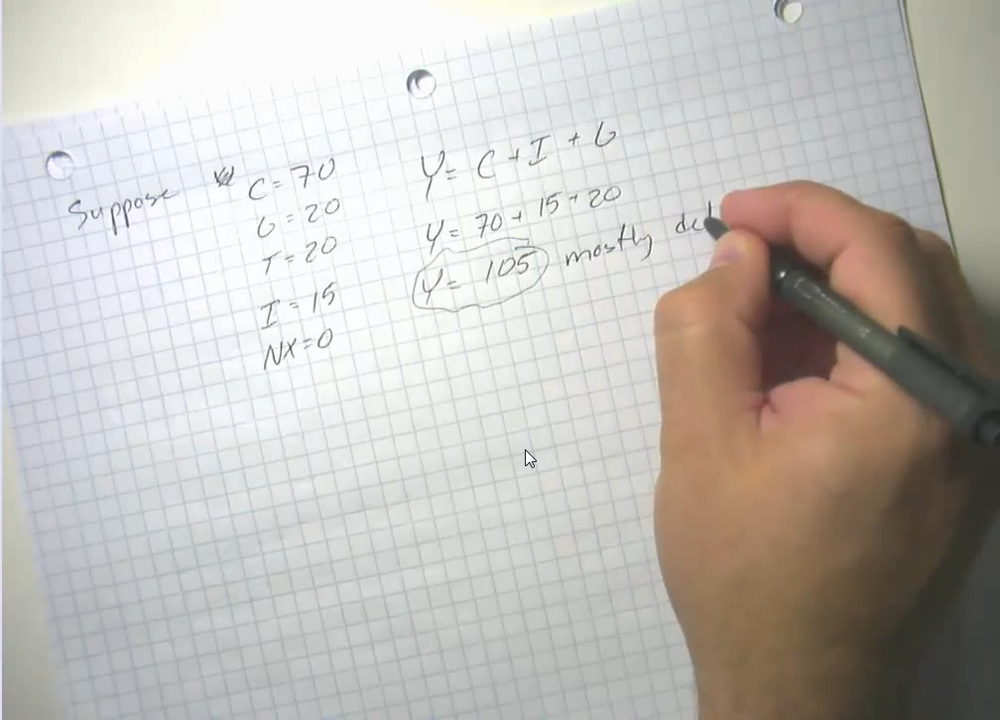 Suppose C=70
G=20
T=20
I=15
NX=0
Y= C+I+G
Y= 70+15+20
Y= 105 mostly